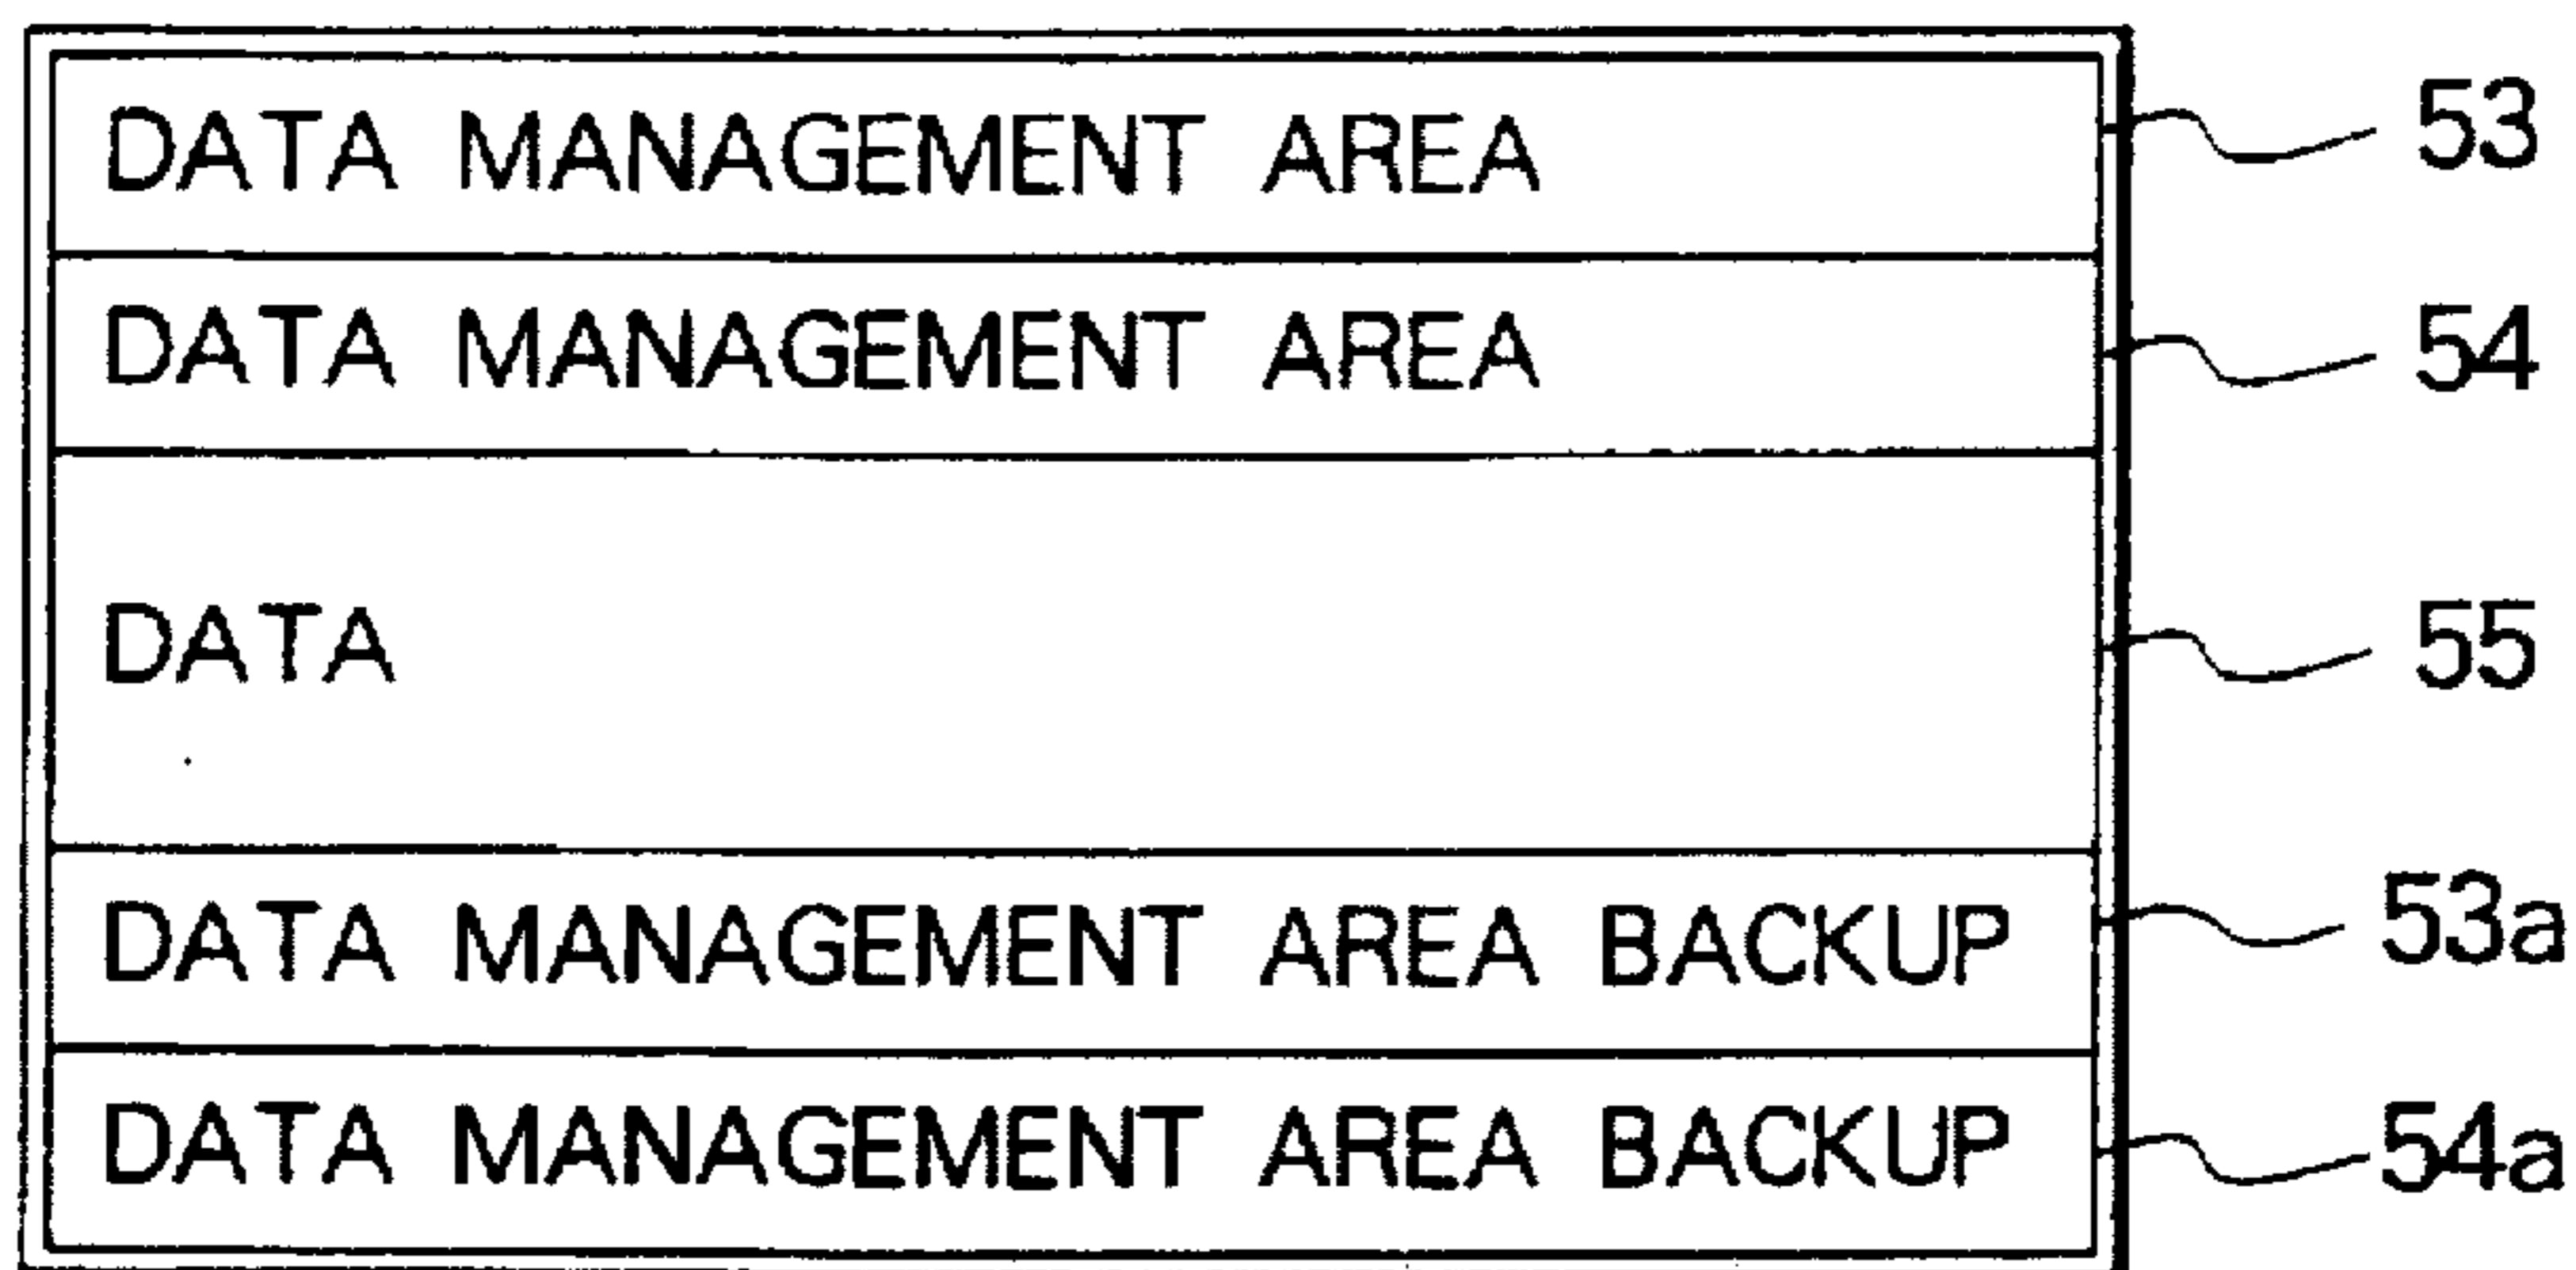 DATA MANAGEMENT AREA 53
DATA MANAGEMENT AREA 54
DATA 55
DATA MANAGEMENT AREA BACKUP 53a
DATA MANAGEMENT AREA BACKUP 54a